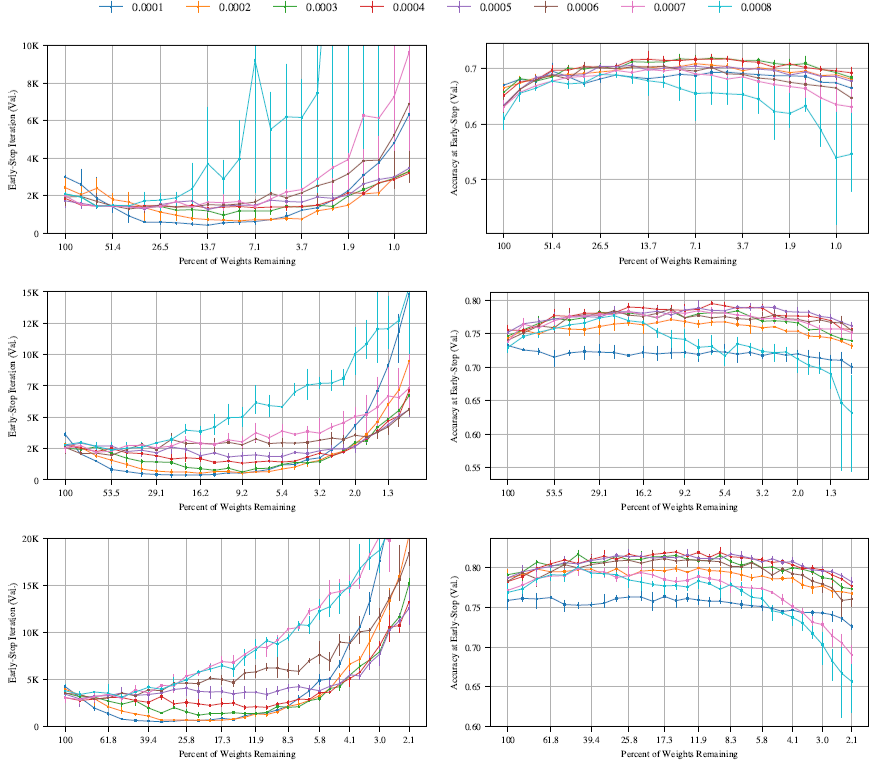 0.0001 0.0002 0.0003 0.0004 0.0005 0.0006 0.0007 0.0008
10K
8K
6K
4K
2K
0
Early-Stop Iteration (Val.)
100 51.4 26.5 13.7 7.1 3.7 1.9 1.0
Percent of Weights Remaining
0.7
0.6
0.5
Accuracy at Early-Stop (Val.)
100 51.4 26.5 13.7 7.1 3.7 1.9 1.0
Percent of Weights Remaining
15K
12K
10K
7K
5K
2K
0
Early-Stop Iteration (Val.)
100 53.5 29.1 16.2 9.2 5.4 3.2 2.0 1.3
Percent of Weights Remaining
0.80
0.75
0.70
0.65
0.60
0.55
Accuracy at Early-Stop (Val.)
100 53.5 29.1 16.2 9.2 5.4 3.2 2.0 1.3
Percent of Weights Remaining
20K
15K
10K
5K
0
Early-Stop Iteration (Val.)
100 61.8 39.4 25.8 17.3 11.9 8.3 5.8 4.1 3.0 2.1
Percent of Weights Remaining
0.80
0.75
0.70
0.65
0.60
Accuracy at Early-Stop (Val.)
100 61.8 39.4 25.8 17.3 11.9 8.3 5.8 4.1 3.0 2.1
Percent of Weights Remaining